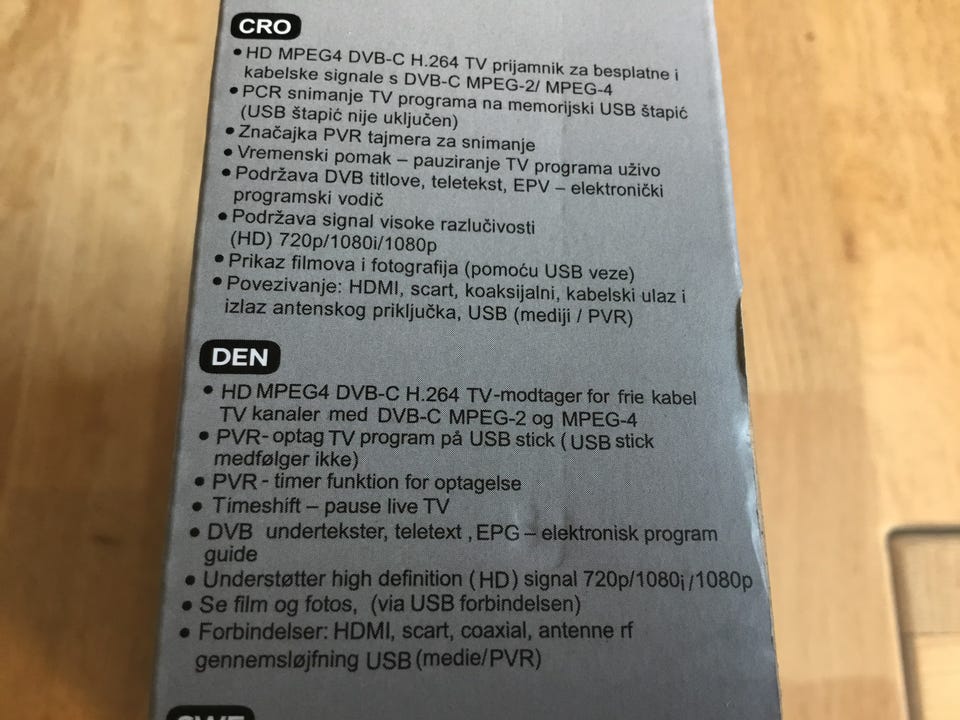 CRO
• HD MPEG4 DVB-C H.264 TV prijamnik za besplatne i
kabelske signale s DVB-C MPEG-2/ MPEG-4
• PCR snimanje TV programa na memorijski USB štapić
(USB štapić nije uključen)
• Značajka PVR tajmera za snimanje
• Vremenski pomak – pauziranje TV programa uživo
• Podržava DVB titlove, teletekst, EPV – elektronički
programski vodič
• Podržava signal visoke razlučivosti
(HD) 720p/1080i/1080p
• Prikaz filmova i fotografija (pomoću USB veze)
• Povezivanje: HDMI, scart, koaksijalni, kabelski ulaz i
izlaz antenskog priključka, USB (mediji / PVR)
DEN
• HD MPEG4 DVB-C H.264 TV-modtager for frie kabel
TV kanaler med DVB-C MPEG-2 og MPEG-4
• PVR-optag TV program på USB stick (USB stick
medfølger ikke)
• PVR - timer funktion for optagelse
• Timeshift – pause live TV
• DVB undertekster, teletext , EPG – elektronisk program
guide
• Understøtter high definition (HD) signal 720p/1080i/1080p
• Se film og fotos, (via USB forbindelsen)
• Forbindelser: HDMI, scart, coaxial, antenne rf
gennemsløjfning USB (medie/PVR)
SWE